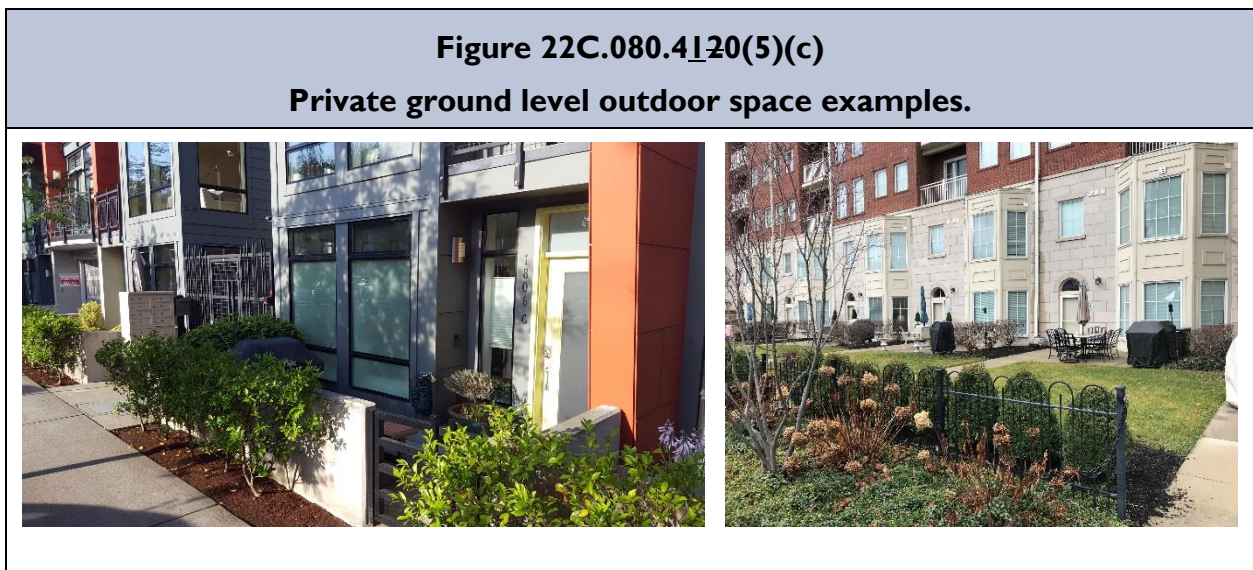 Figure 22C.080.4120(5)(c)
Private ground level outdoor space examples.
1806 C